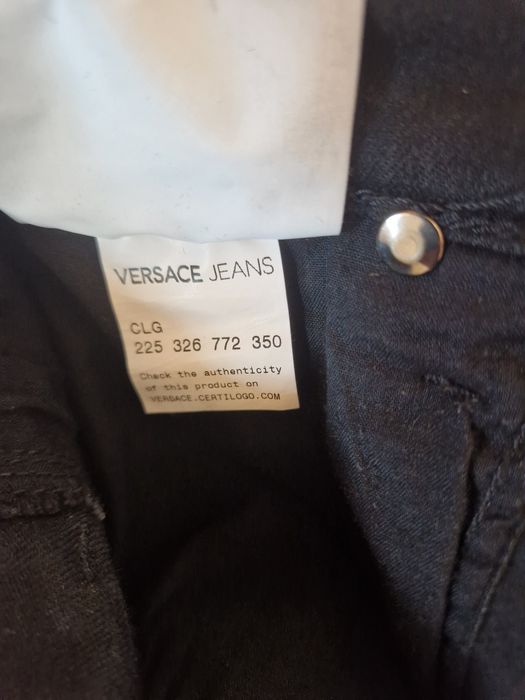 VERSACE JEANS
CLG
225 326 772 350
Check the authenticity
of this product on
VERSACE.CERTILOGO.COM